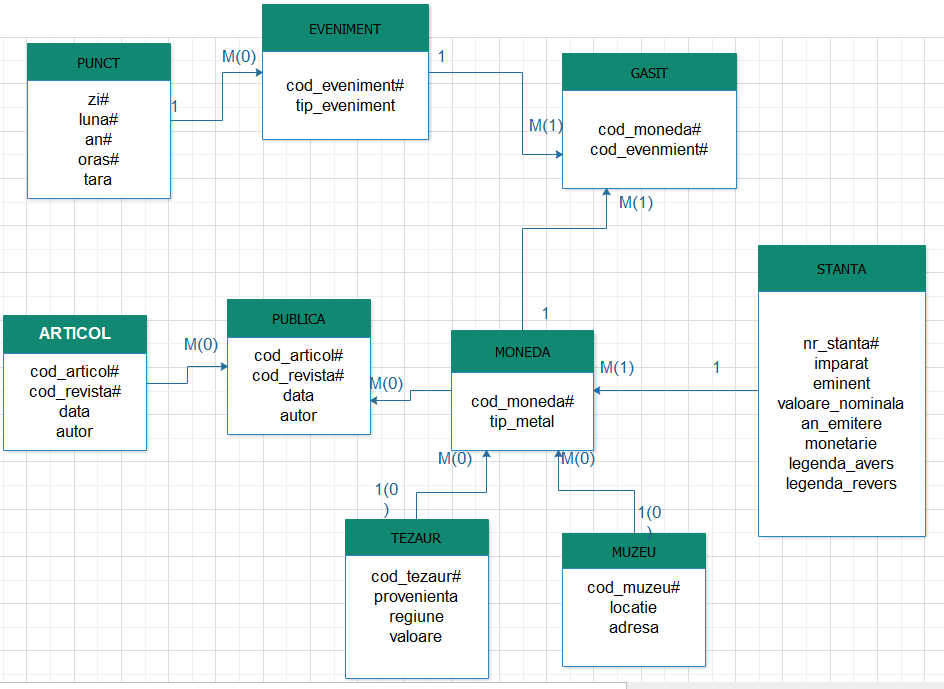 EVENIMENT
cod_eveniment#
tip_eveniment
PUNCT
zi#
luna#
an#
oras#
tara
M(0)
1
1
GASIT
cod_moneda#
cod_evenmient#
M(1)
M(1)
1
STANTA
nr_stanta#
imparat
eminent
valoare_nominala
an_emitere
monetarie
legenda_avers
legenda_revers
ARTICOL
cod_articol#
cod_revista#
data
autor
M(0)
PUBLICA
cod_articol#
cod_revista#
data
autor
M(0)
MONEDA
cod_moneda#
tip_metal
M(1)
1
M(0)
M(0)
1(0
)
1(0
)
TEZAUR
cod_tezaur#
provenienta
regiune
valoare
MUZEU
cod_muzeu#
locatie
adresa